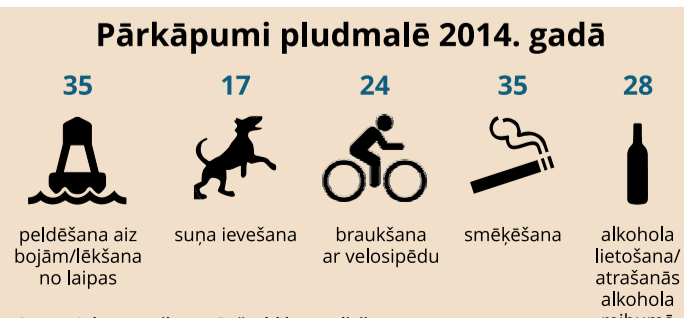 Pārkāpumi pludmalē 2014. gadā
35
peldēšana aiz
bojām/lēkšana
no laipas
17
suņa ievešana
24
braukšana
ar velosipēdu
35
smēķēšana
28
alkohola
lietošana/
atrašanās
alkohola